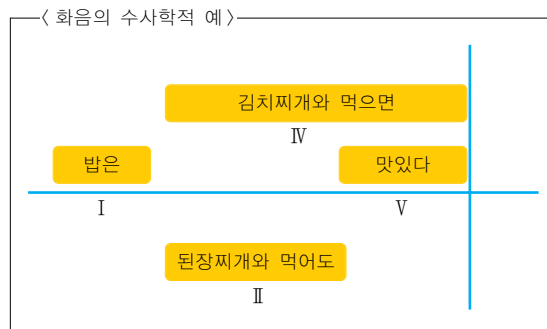 〈 화음의 수사학적 예 〉
김치찌개와 먹으면
Ⅳ
밥은
맛있다
Ⅰ
Ⅴ
된장찌개와 먹어도
Ⅱ